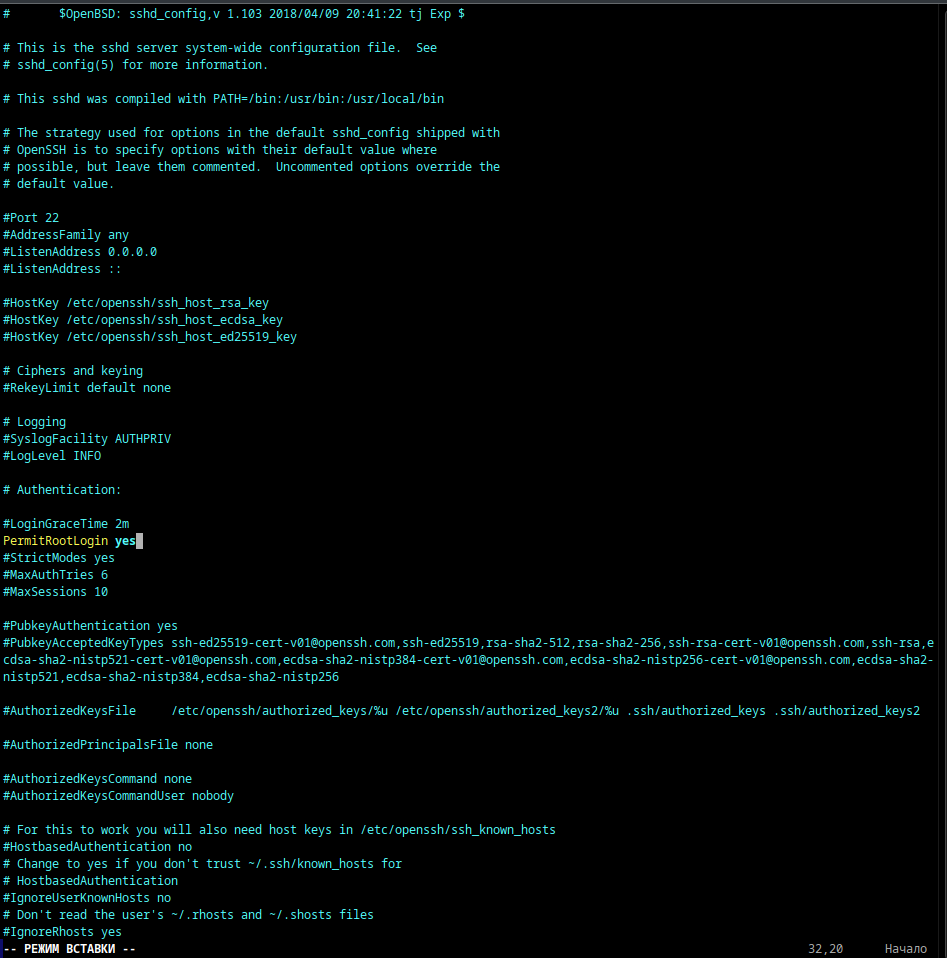 #       $OpenBSD: sshd_config,v 1.103 2018/04/09 20:41:22 tj Exp $
# This is the sshd server system-wide configuration file.  See
# sshd_config(5) for more information.
# This sshd was compiled with PATH=/bin:/usr/bin:/usr/local/bin
# The strategy used for options in the default sshd_config shipped with
# OpenSSH is to specify options with their default value where
# possible, but leave them commented.  Uncommented options override the
# default value.
#Port 22
#AddressFamily any
#ListenAddress 0.0.0.0
#ListenAddress ::
#HostKey /etc/openssh/ssh_host_rsa_key
#HostKey /etc/openssh/ssh_host_ecdsa_key
#HostKey /etc/openssh/ssh_host_ed25519_key
# Ciphers and keying
#RekeyLimit default none
# Logging
#SyslogFacility AUTHPRIV
#LogLevel INFO
# Authentication:
#LoginGraceTime 2m
PermitRootLogin yes
#StrictModes yes
#MaxAuthTries 6
#MaxSessions 10
#PubkeyAuthentication yes
#PubkeyAcceptedKeyTypes ssh-ed25519-cert-v01@openssh.com,ssh-ed25519,rsa-sha2-512,rsa-sha2-256,ssh-rsa-cert-v01@openssh.com,ssh-rsa,e
cdsa-sha2-nistp521-cert-v01@openssh.com,ecdsa-sha2-nistp384-cert-v01@openssh.com,ecdsa-sha2-nistp256-cert-v01@openssh.com,ecdsa-sha2-
nistp521,ecdsa-sha2-nistp384,ecdsa-sha2-nistp256
#AuthorizedKeysFile     /etc/openssh/authorized_keys/%u /etc/openssh/authorized_keys2/%u .ssh/authorized_keys .ssh/authorized_keys2
#AuthorizedPrincipalsFile none
#AuthorizedKeysCommand none
#AuthorizedKeysCommandUser nobody
# For this to work you will also need host keys in /etc/openssh/ssh_known_hosts
#HostbasedAuthentication no
# Change to yes if you don't trust ~/.ssh/known_hosts for
# HostbasedAuthentication
#IgnoreUserKnownHosts no
# Don't read the user's ~/.rhosts and ~/.shosts files
#IgnoreRhosts yes
-- РЕЖИМ ВСТАВКИ --                    32,20      Начало